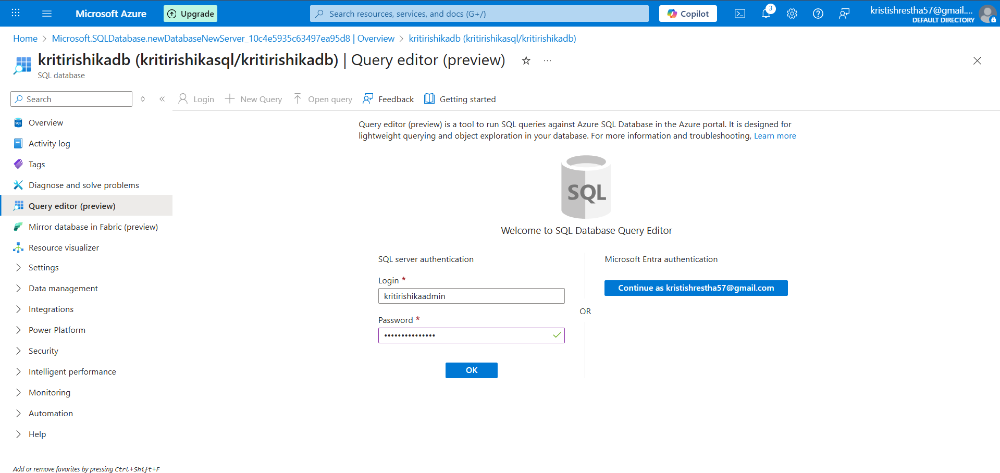 Microsoft Azure
Upgrade
Search resources, services, and docs (G+/)
Copilot
3
kristishrestha57@gmail....
DEFAULT DIRECTORY
Home > Microsoft.SQLDatabase.newDatabaseNewServer_10c4e5935c63497ea95d8 | Overview > kritirishikadb (kritirishikasql/kritirishikadb)
kritirishikadb (kritirishikasql/kritirishikadb) | Query editor (preview)
SQL database
Search
Login
New Query
Open query
Feedback
Getting started
Overview
Activity log
Tags
Diagnose and solve problems
Query editor (preview)
Mirror database in Fabric (preview)
Resource visualizer
Settings
Data management
Integrations
Power Platform
Security
Intelligent performance
Monitoring
Automation
Help
Add or remove favorites by pressing Ctrl+Shift+F
Query editor (preview) is a tool to run SQL queries against Azure SQL Database in the Azure portal. It is designed for
lightweight querying and object exploration in your database. For more information and troubleshooting, Learn more
SQL
Welcome to SQL Database Query Editor
SQL server authentication
Login *
kritirishikaadmin
Password *
•••••••••••••••
OK
OR
Microsoft Entra authentication
Continue as kristishrestha57@gmail.com